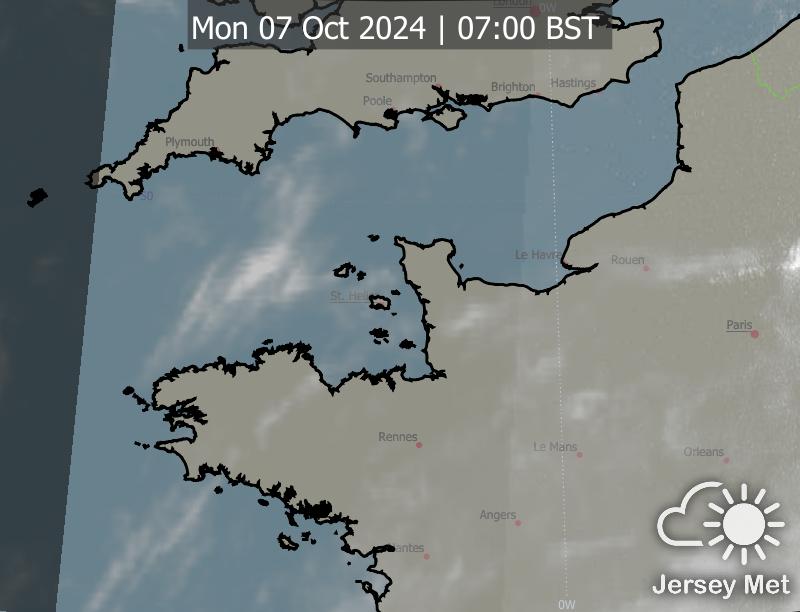 London
0W
Mon 07 Oct 2024 | 07:00 BST
Southampton
Brighton
Hastings
Poole
Plymouth
50
Le Havre
Rouen
St. Helier
Paris
Rennes
Le Mans
Orleans
Angers
Nantes
Jersey Met
0W